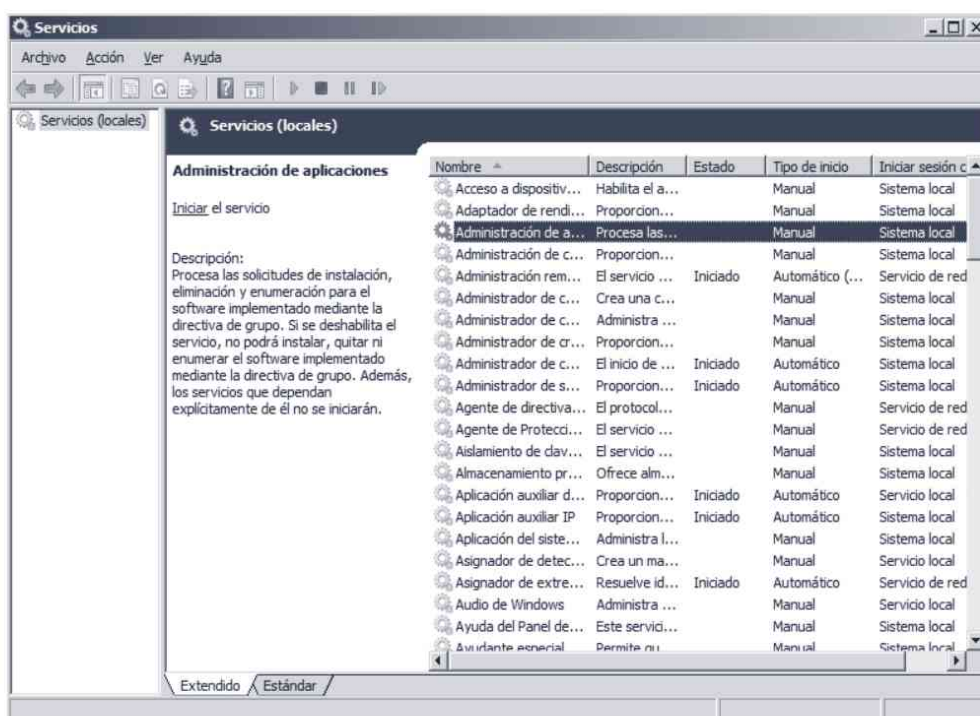 Servicios
Archivo Acción Ver Ayuda
Servicios (locales)
Servicios (locales)
Administración de aplicaciones
Iniciar el servicio
Descripción:
Procesa las solicitudes de instalación,
eliminación y enumeración para el
software implementado mediante la
directiva de grupo. Si se deshabilita el
servicio, no podrá instalar, quitar ni
enumerar el software implementado
mediante la directiva de grupo. Además,
los servicios que dependan
explícitamente de él no se iniciarán.
Nombre Descripción Estado Tipo de inicio Iniciar sesión c
Acceso a dispositiv... Habilita el a... Manual Sistema local
Adaptador de rendi... Proporcion... Manual Sistema local
Administración de a... Procesa las... Manual Sistema local
Administración de c... Proporcion... Manual Sistema local
Administración rem... El servicio ... Iniciado Automático (... Servicio de red
Administrador de c... Crea una c... Manual Sistema local
Administrador de c... Administra ... Manual Sistema local
Administrador de cr... Proporcion... Manual Sistema local
Administrador de c... El inicio de ... Iniciado Automático Sistema local
Administrador de s... Proporcion... Iniciado Automático Sistema local
Agente de directiva... El protocol... Manual Servicio de red
Agente de Protecci... El servicio ... Manual Servicio de red
Aislamiento de clav... El servicio ... Manual Sistema local
Almacenamiento pr... Ofrece alm... Manual Sistema local
Aplicación auxiliar d... Proporcion... Iniciado Automático Servicio local
Aplicación auxiliar IP Proporcion... Iniciado Automático Sistema local
Aplicación del siste... Administra l... Manual Sistema local
Asignador de detec... Crea un ma... Manual Servicio local
Asignador de extre... Resuelve id... Iniciado Automático Servicio de red
Audio de Windows Administra ... Manual Servicio local
Ayuda del Panel de... Este servici... Manual Sistema local
Ayudante especial Permite qu Manual Sistema local
Extendido Estándar